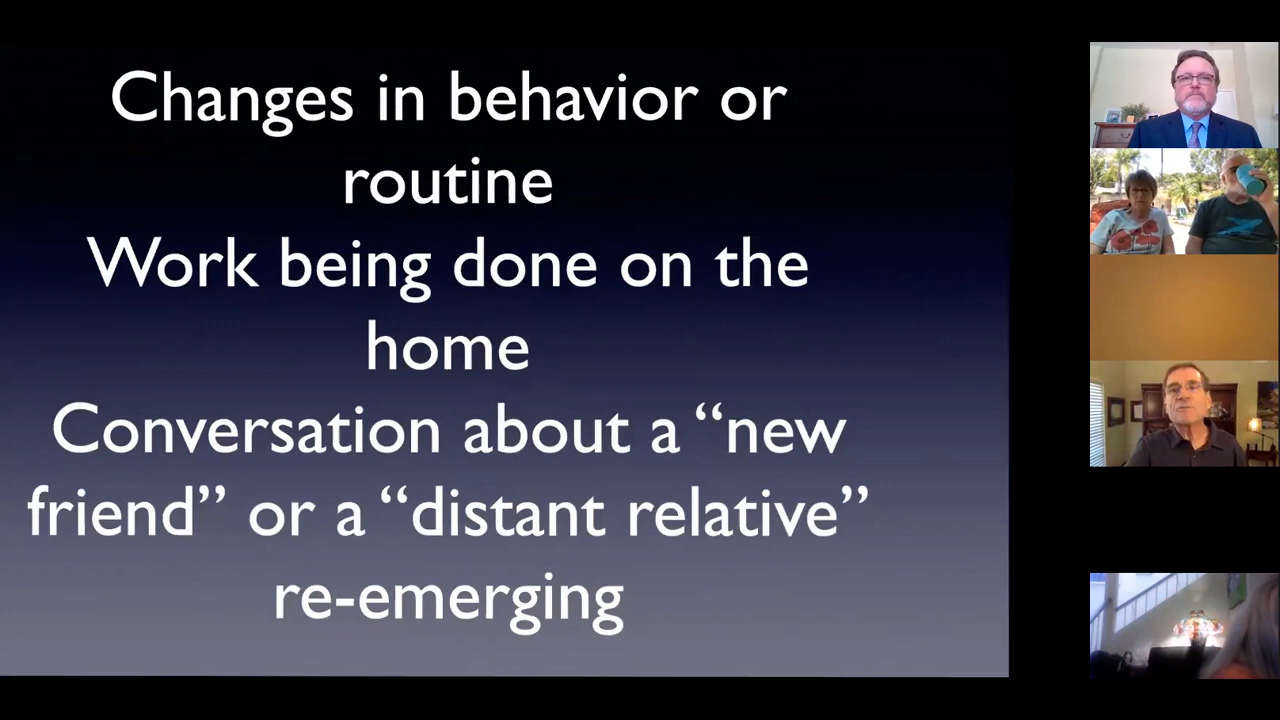 Changes in behavior or
routine
Work being done on the
home
Conversation about a “new
friend” or a “distant relative”
re-emerging